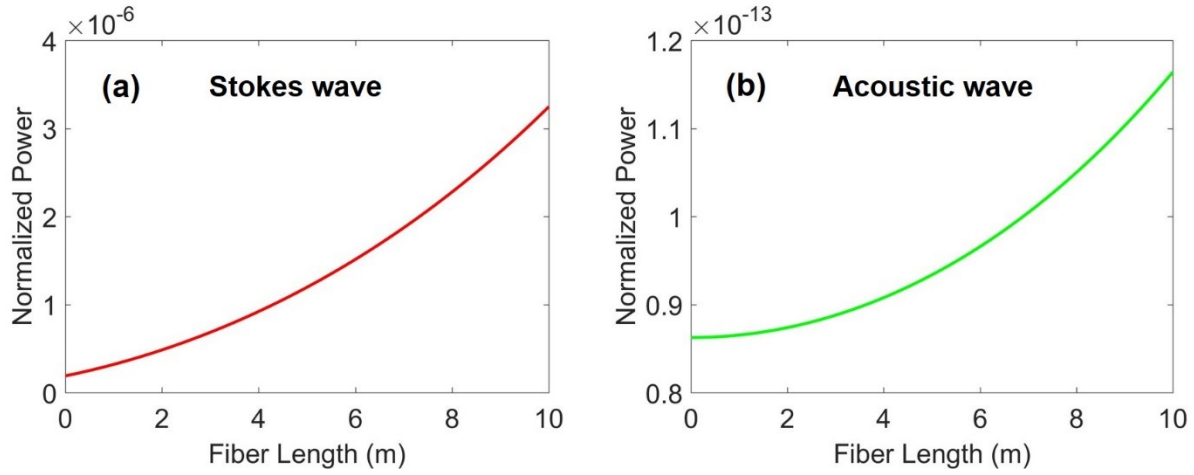 ×10⁻⁶
(a) Stokes wave
Normalized Power
4
3
2
1
0
0 2 4 6 8 10
Fiber Length (m)
×10⁻¹³
(b) Acoustic wave
Normalized Power
1.2
1.1
1
0.9
0.8
0 2 4 6 8 10
Fiber Length (m)